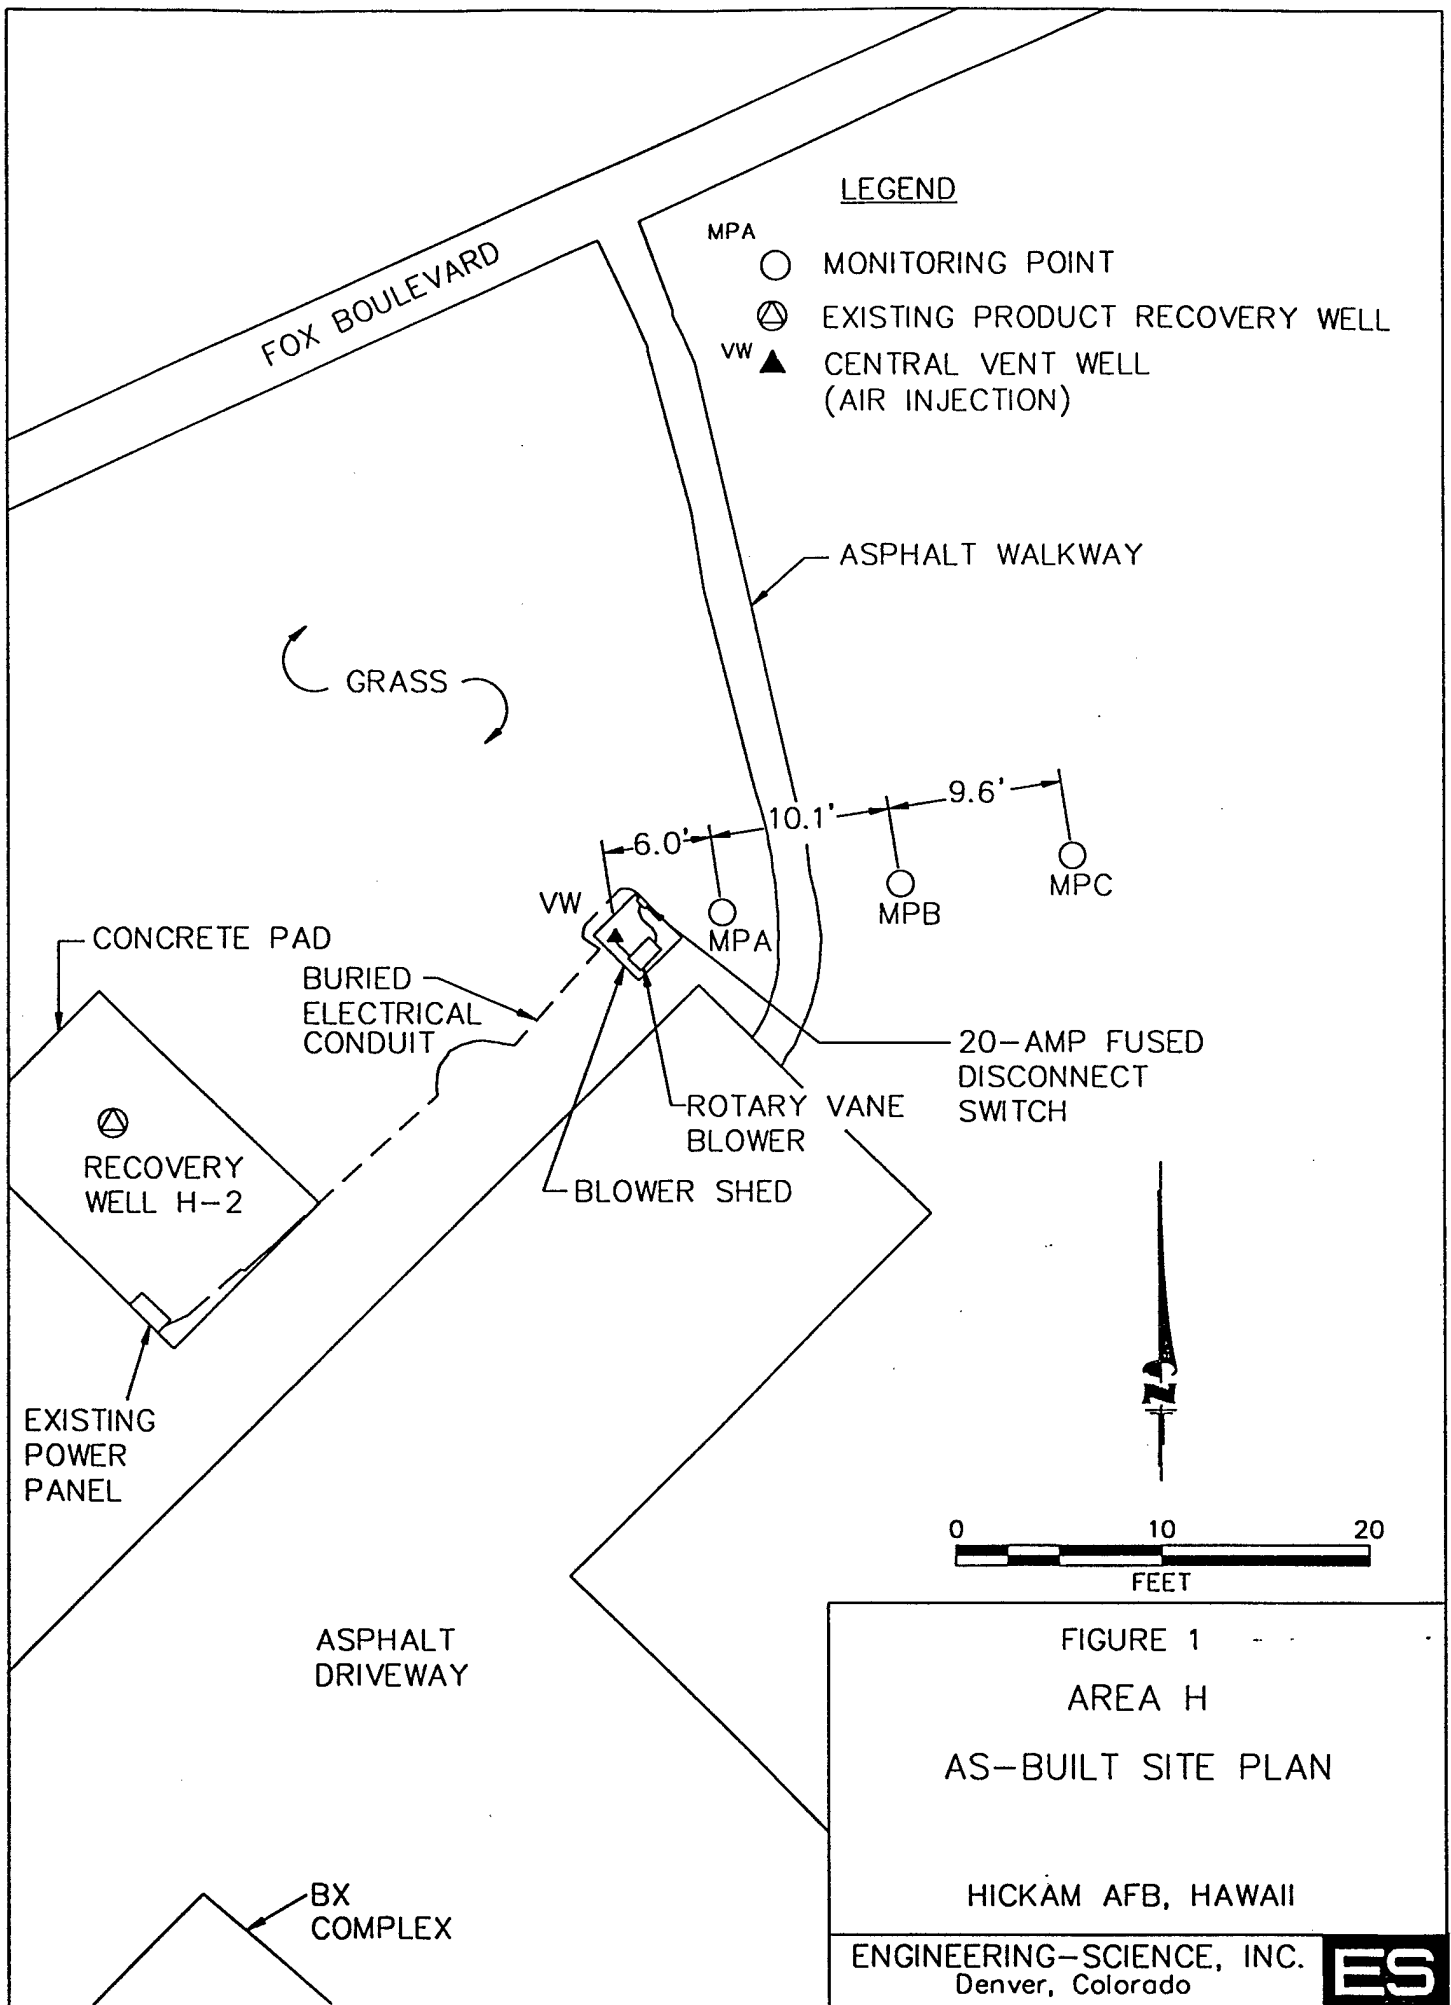 LEGEND
MPA
MONITORING POINT
EXISTING PRODUCT RECOVERY WELL
VW
CENTRAL VENT WELL
(AIR INJECTION)
FOX BOULEVARD
ASPHALT WALKWAY
GRASS
6.0'
10.1'
9.6'
VW
MPA
MPB
MPC
CONCRETE PAD
BURIED
ELECTRICAL
CONDUIT
20-AMP FUSED
DISCONNECT
SWITCH
ROTARY VANE
BLOWER
BLOWER SHED
RECOVERY
WELL H-2
EXISTING
POWER
PANEL
N
0 10 20
FEET
ASPHALT
DRIVEWAY
BX
COMPLEX
FIGURE 1
AREA H
AS-BUILT SITE PLAN
HICKAM AFB, HAWAII
ENGINEERING-SCIENCE, INC.
Denver, Colorado
ES